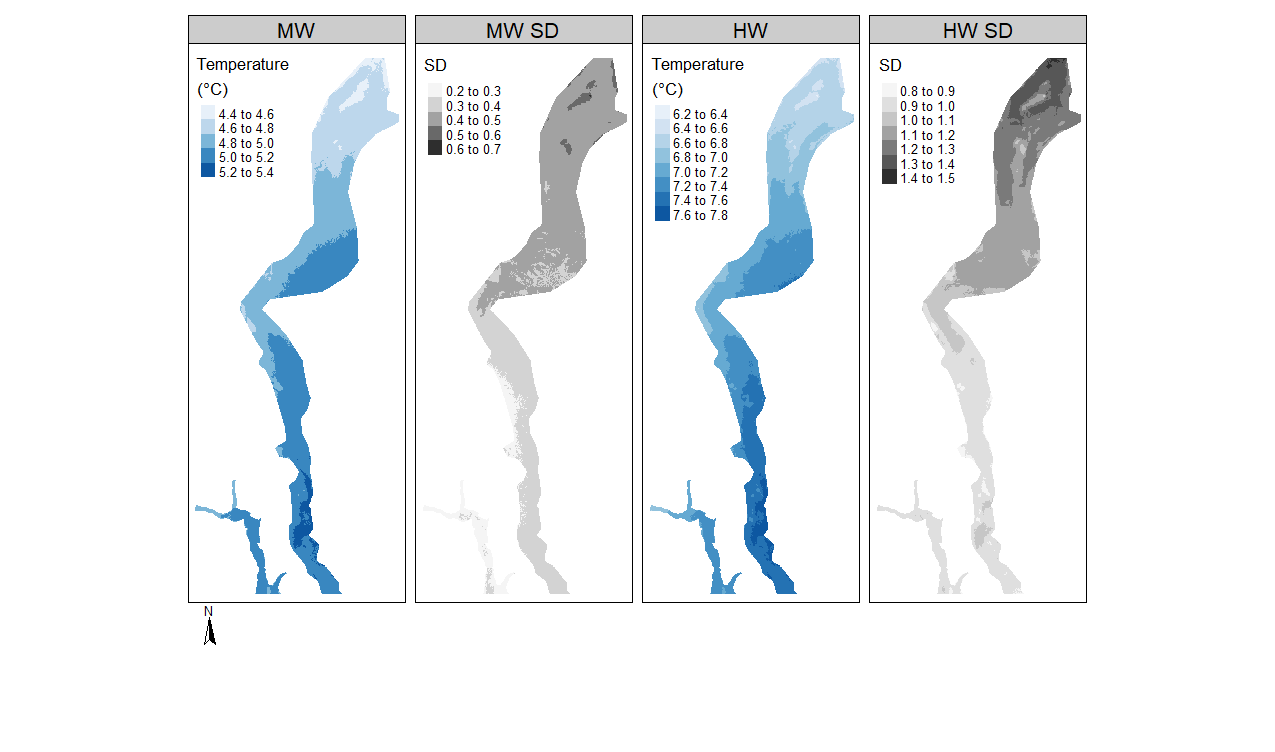 MW
Temperature
(°C)
4.4 to 4.6
4.6 to 4.8
4.8 to 5.0
5.0 to 5.2
5.2 to 5.4
MW SD
SD
0.2 to 0.3
0.3 to 0.4
0.4 to 0.5
0.5 to 0.6
0.6 to 0.7
HW
Temperature
(°C)
6.2 to 6.4
6.4 to 6.6
6.6 to 6.8
6.8 to 7.0
7.0 to 7.2
7.2 to 7.4
7.4 to 7.6
7.6 to 7.8
HW SD
SD
0.8 to 0.9
0.9 to 1.0
1.0 to 1.1
1.1 to 1.2
1.2 to 1.3
1.3 to 1.4
1.4 to 1.5
N